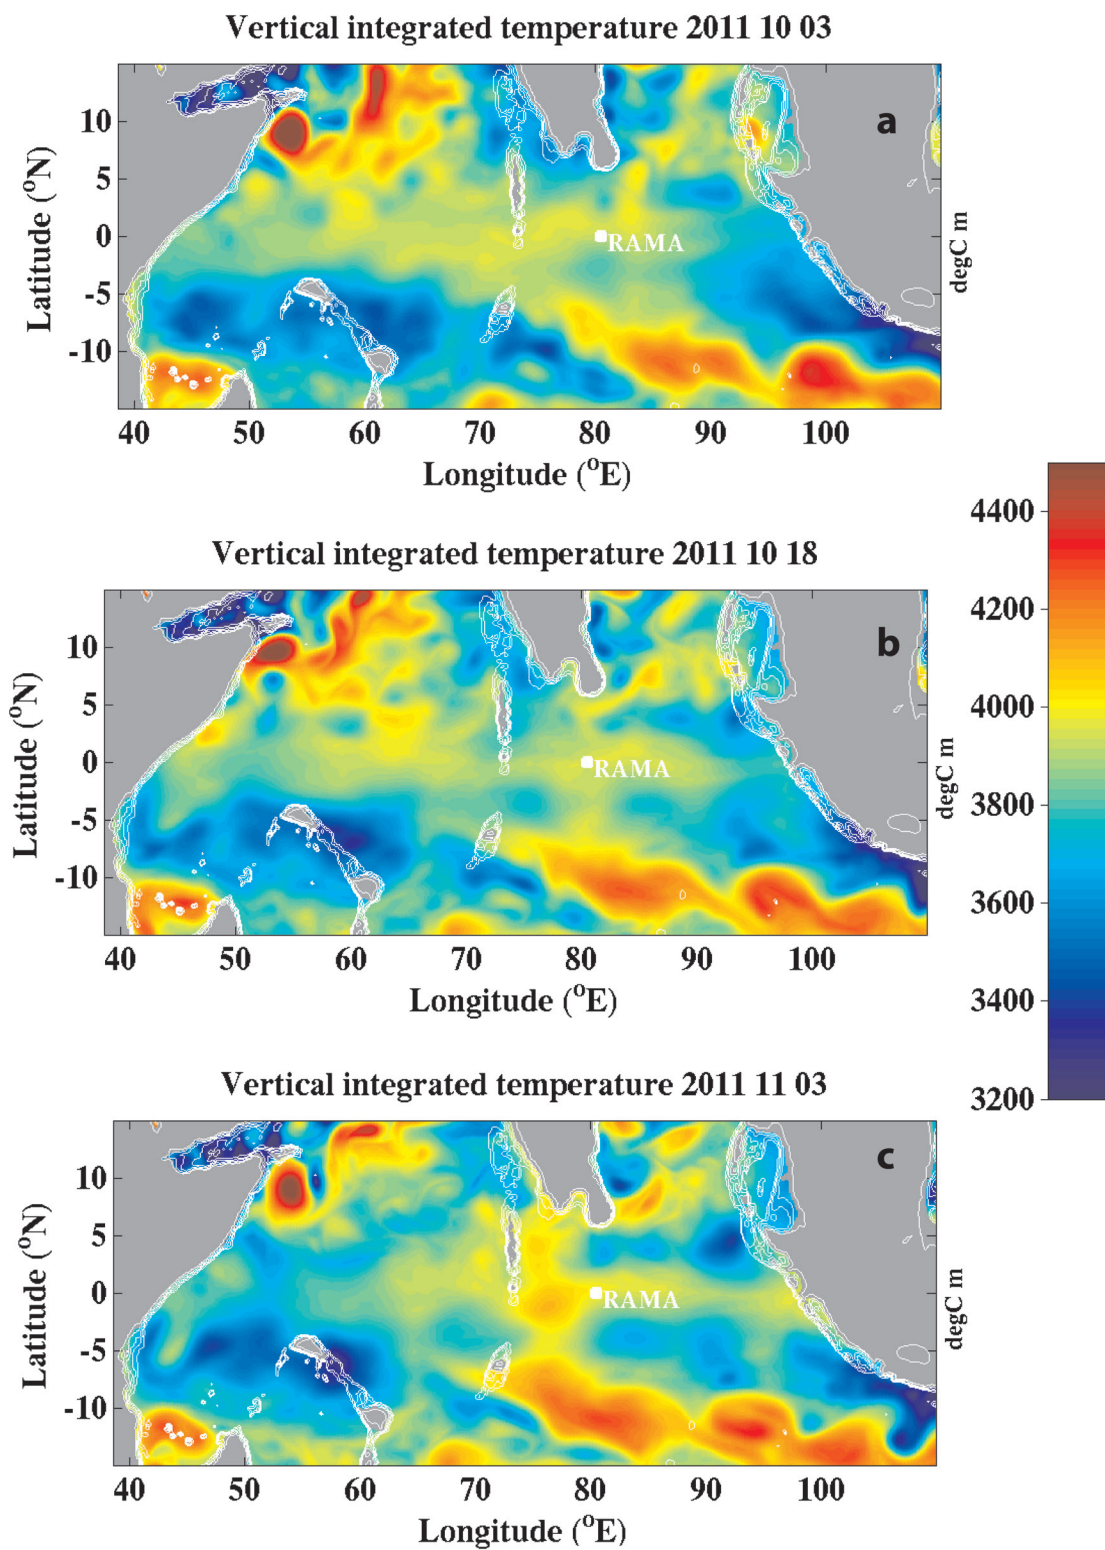 Vertical integrated temperature 2011 10 03
a
10
5
0
-5
-10
Latitude (°N)
RAMA
degC m
40 50 60 70 80 90 100
Longitude (°E)
Vertical integrated temperature 2011 10 18
b
10
5
0
-5
-10
Latitude (°N)
RAMA
degC m
40 50 60 70 80 90 100
Longitude (°E)
4400
4200
4000
3800
3600
3400
3200
Vertical integrated temperature 2011 11 03
c
10
5
0
-5
-10
Latitude (°N)
RAMA
degC m
40 50 60 70 80 90 100
Longitude (°E)